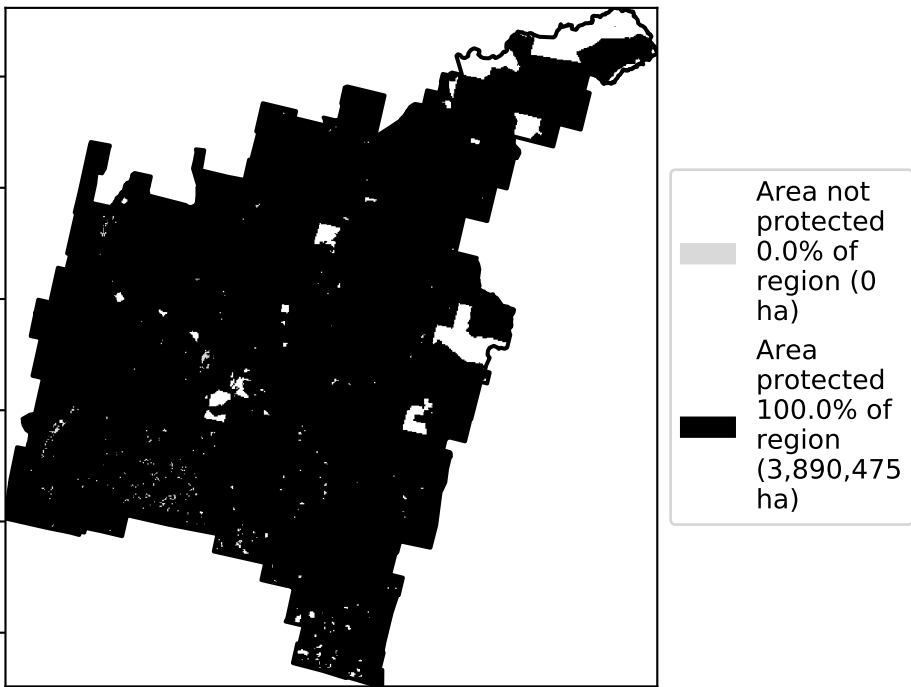 Area not
protected
0.0% of
region (0
ha)
Area
protected
100.0% of
region
(3,890,475
ha)